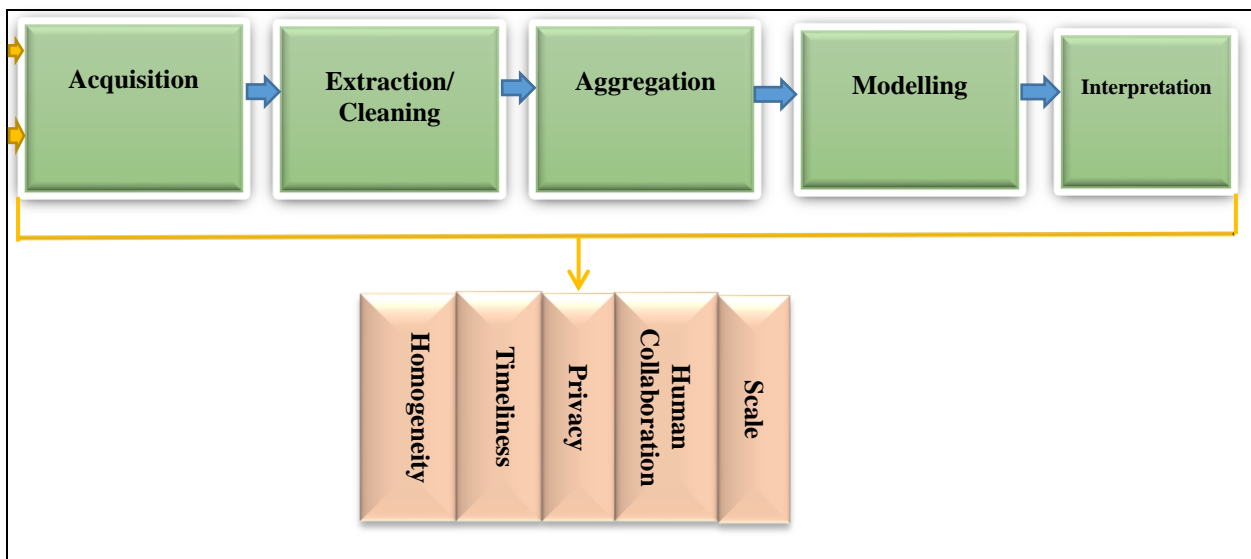 Acquisition
Extraction/
Cleaning
Aggregation
Modelling
Interpretation
Homogeneity
Timeliness
Privacy
Human
Collaboration
Scale